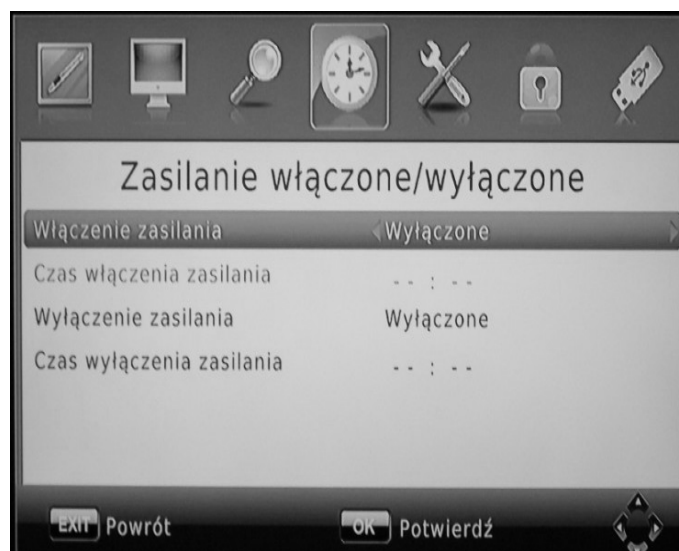 Zasilanie włączone/wyłączone
Włączenie zasilania Wyłączone
Czas włączenia zasilania - - : - -
Wyłączenie zasilania Wyłączone
Czas wyłączenia zasilania - - : - -
EXIT Powrót OK Potwierdź